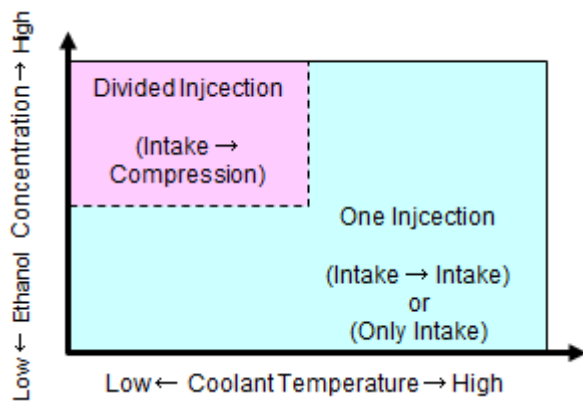 Low ← Ethanol Concentration → High
Divided Injcection
(Intake →
Compression)
One Injcection
(Intake → Intake)
or
(Only Intake)
Low ← Coolant Temperature → High